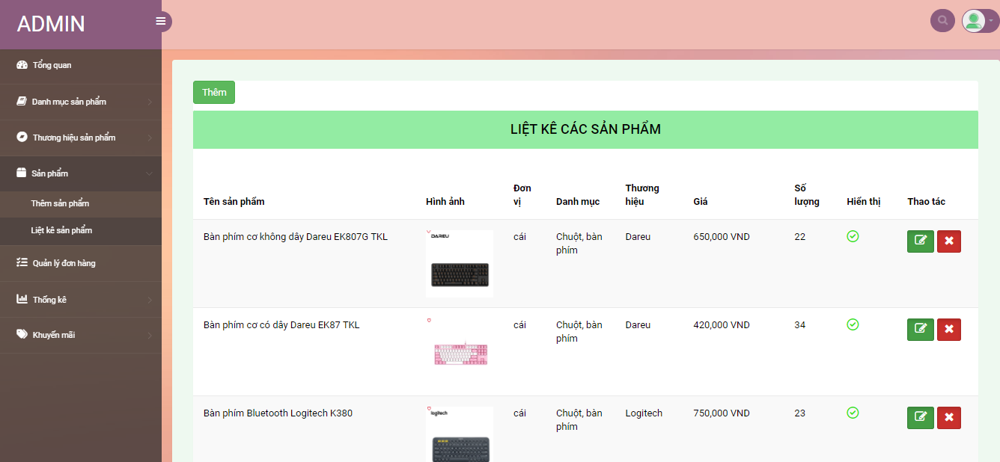 ADMIN
Tổng quan
Danh mục sản phẩm
Thương hiệu sản phẩm
Sản phẩm
Thêm sản phẩm
Liệt kê sản phẩm
Quản lý đơn hàng
Thống kê
Khuyến mãi
Thêm
LIỆT KÊ CÁC SẢN PHẨM
Tên sản phẩm
Hình ảnh
Đơn
vị
Danh mục
Thương
hiệu
Giá
Số
lượng
Hiển thị
Thao tác
Bàn phím cơ không dây Dareu EK807G TKL
DAREU
cái
Chuột, bàn
phím
Dareu
650,000 VND
22
Bàn phím cơ có dây Dareu EK87 TKL
cái
Chuột, bàn
phím
Dareu
420,000 VND
34
Bàn phím Bluetooth Logitech K380
logitech
cái
Chuột, bàn
phím
Logitech
750,000 VND
23